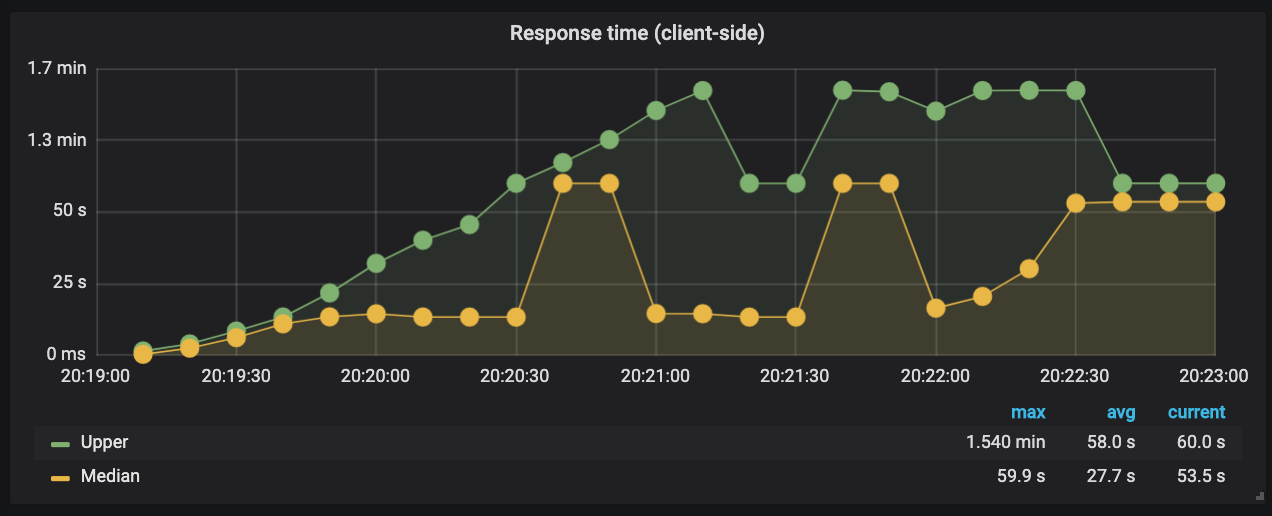 Response time (client-side)
1.7 min
1.3 min
50 s
25 s
0 ms
20:19:00 20:19:30 20:20:00 20:20:30 20:21:00 20:21:30 20:22:00 20:22:30 20:23:00
max avg current
Upper 1.540 min 58.0 s 60.0 s
Median 59.9 s 27.7 s 53.5 s